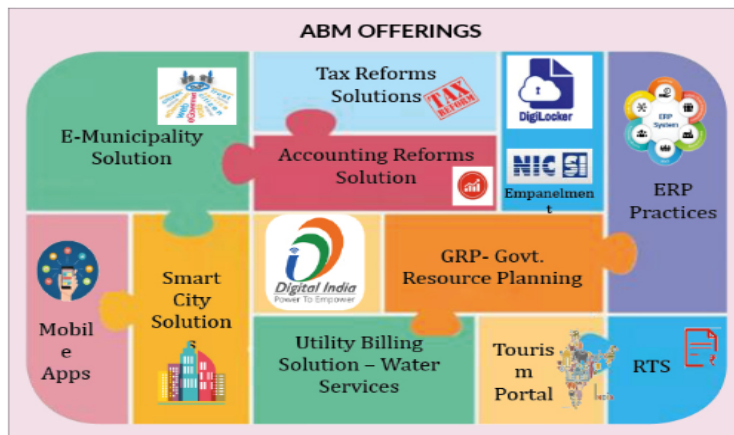 ABM OFFERINGS
E-Municipality
Solution
Tax Reforms
Solutions
TAX
REFORM
Accounting Reforms
Solution
DigiLocker
NIC SI
Empanelmen
t
ERP
System
ERP
Practices
Mobil
e
Apps
Smart
City
Solution
s
Digital India
Power To Empower
GRP- Govt.
Resource Planning
Utility Billing
Solution – Water
Services
Touris
m
Portal
RTS